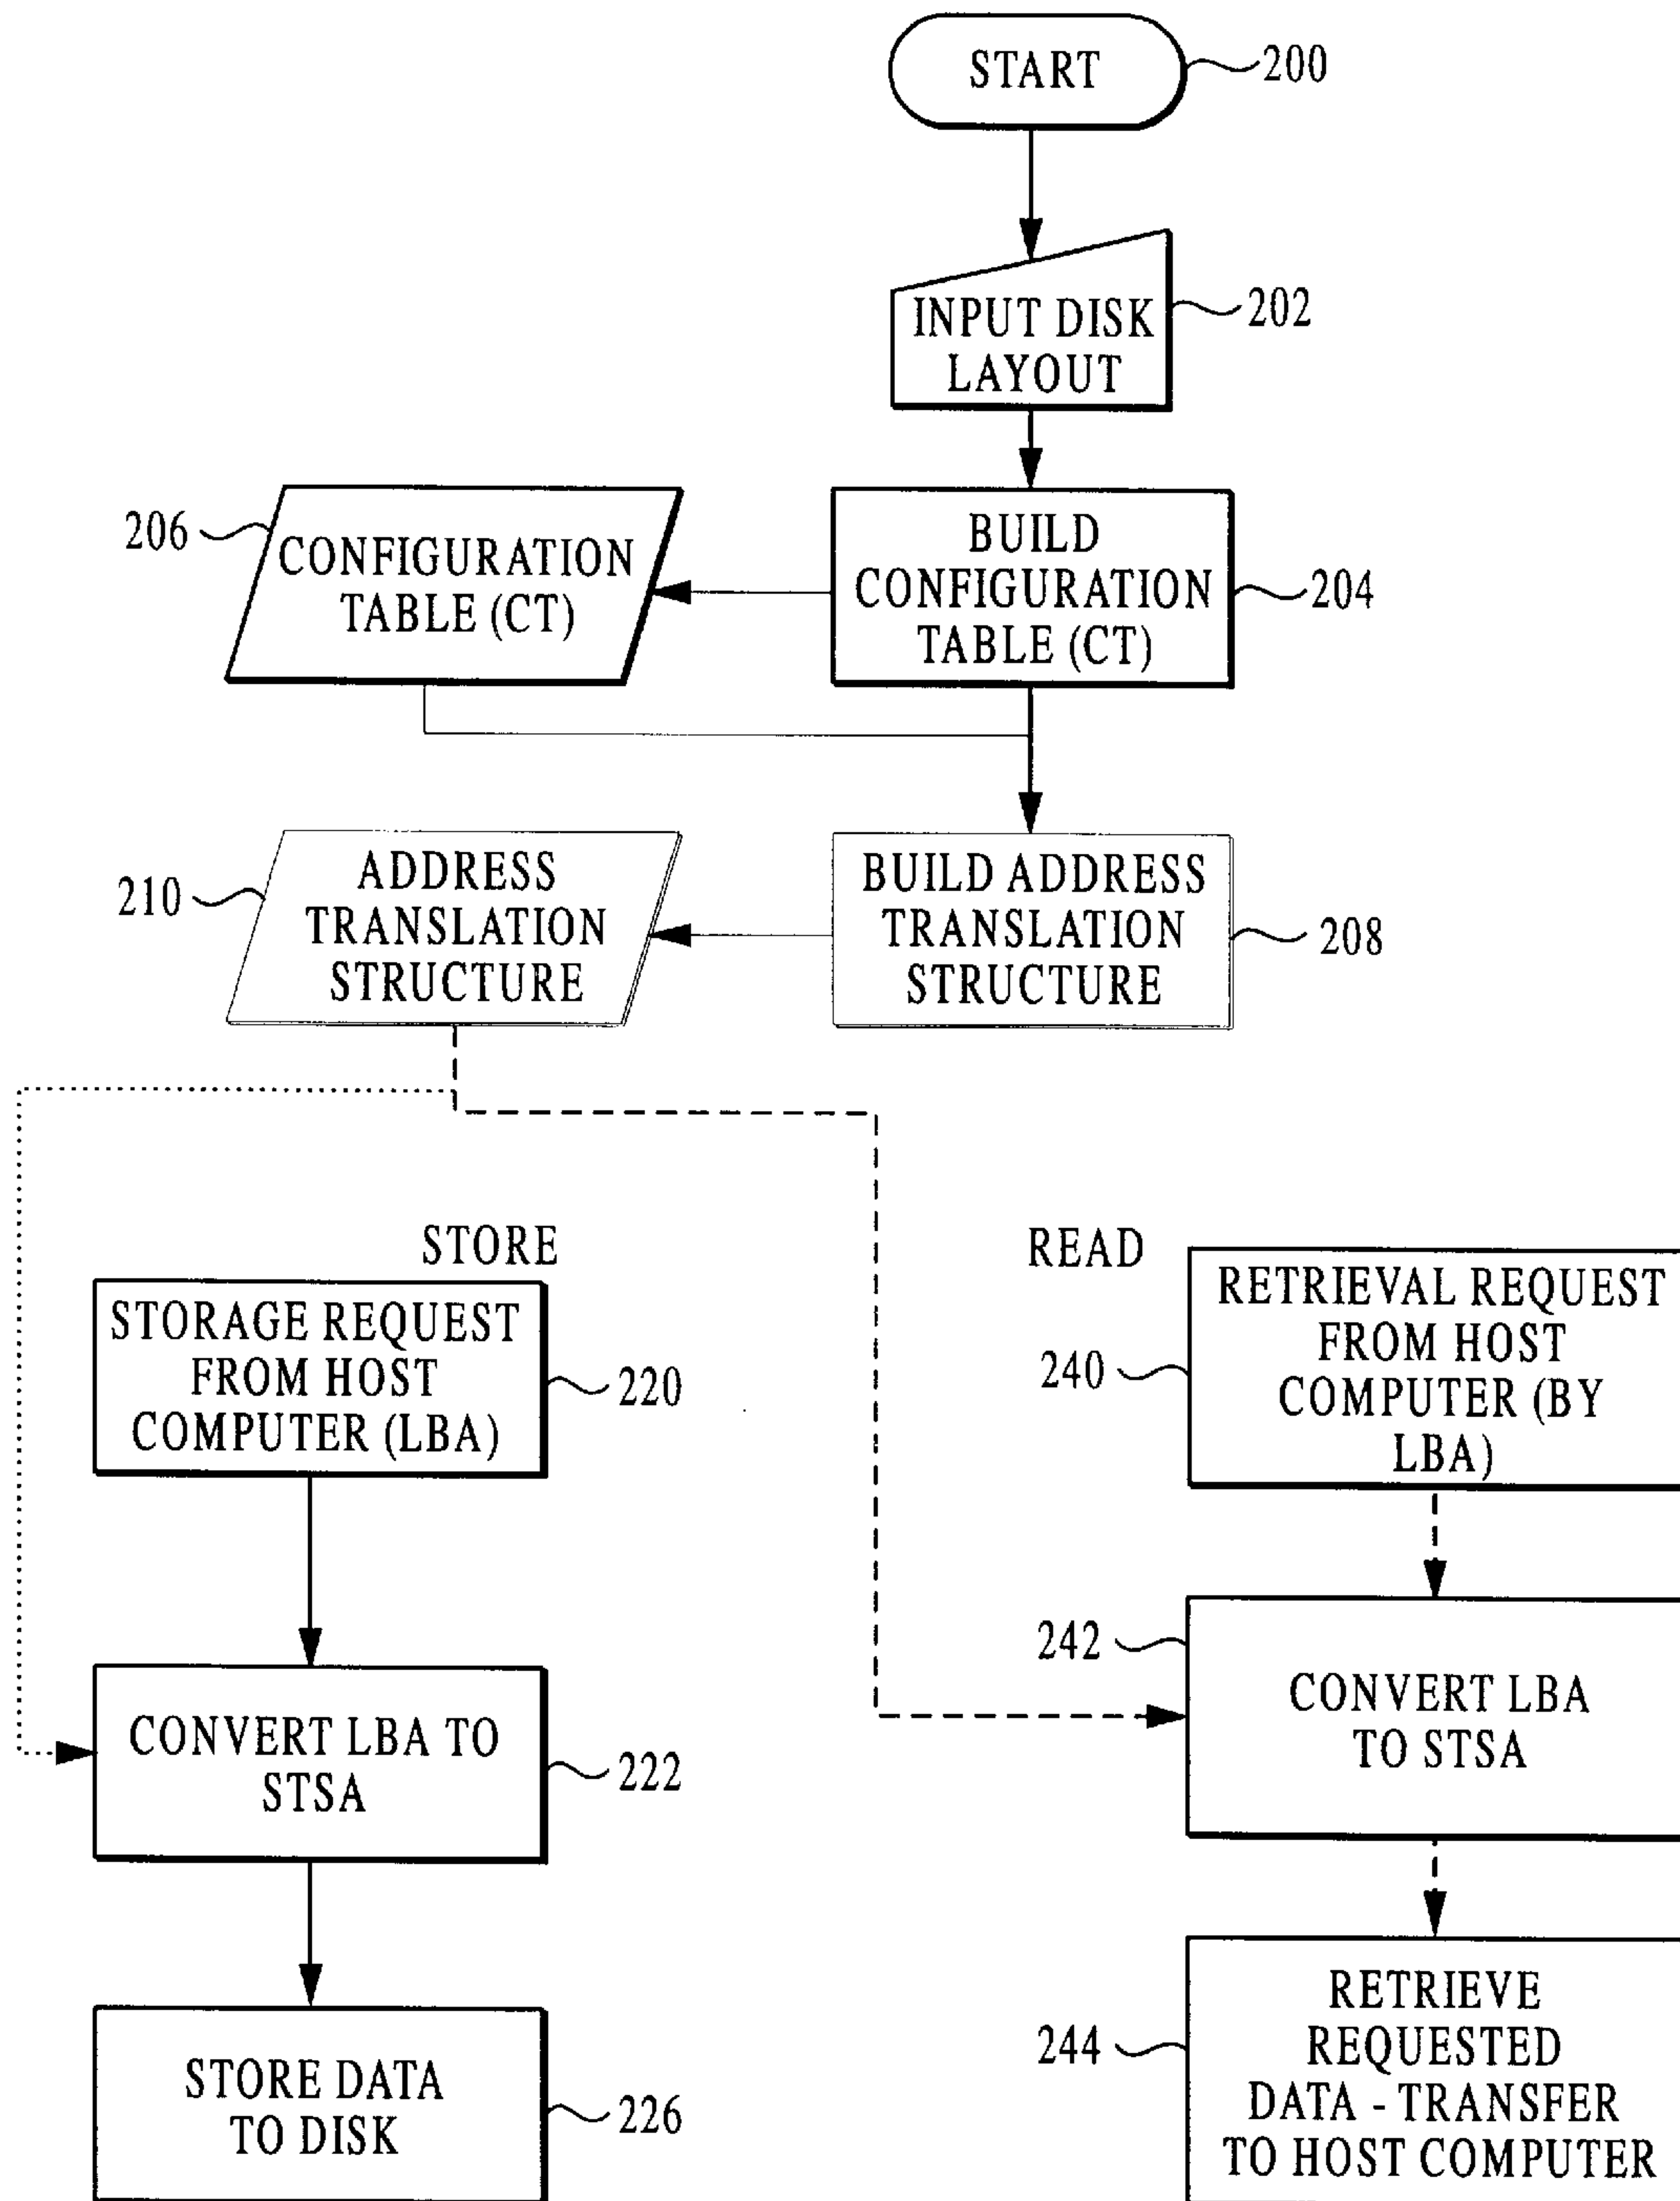 START
200
INPUT DISK
LAYOUT
202
206
CONFIGURATION
TABLE (CT)
BUILD
CONFIGURATION
TABLE (CT)
204
210
ADDRESS
TRANSLATION
STRUCTURE
BUILD ADDRESS
TRANSLATION
STRUCTURE
208
STORE
STORAGE REQUEST
FROM HOST
COMPUTER (LBA)
220
CONVERT LBA TO
STSA
222
STORE DATA
TO DISK
226
READ
RETRIEVAL REQUEST
FROM HOST
COMPUTER (BY
LBA)
240
242
CONVERT LBA
TO STSA
244
RETRIEVE
REQUESTED
DATA - TRANSFER
TO HOST COMPUTER